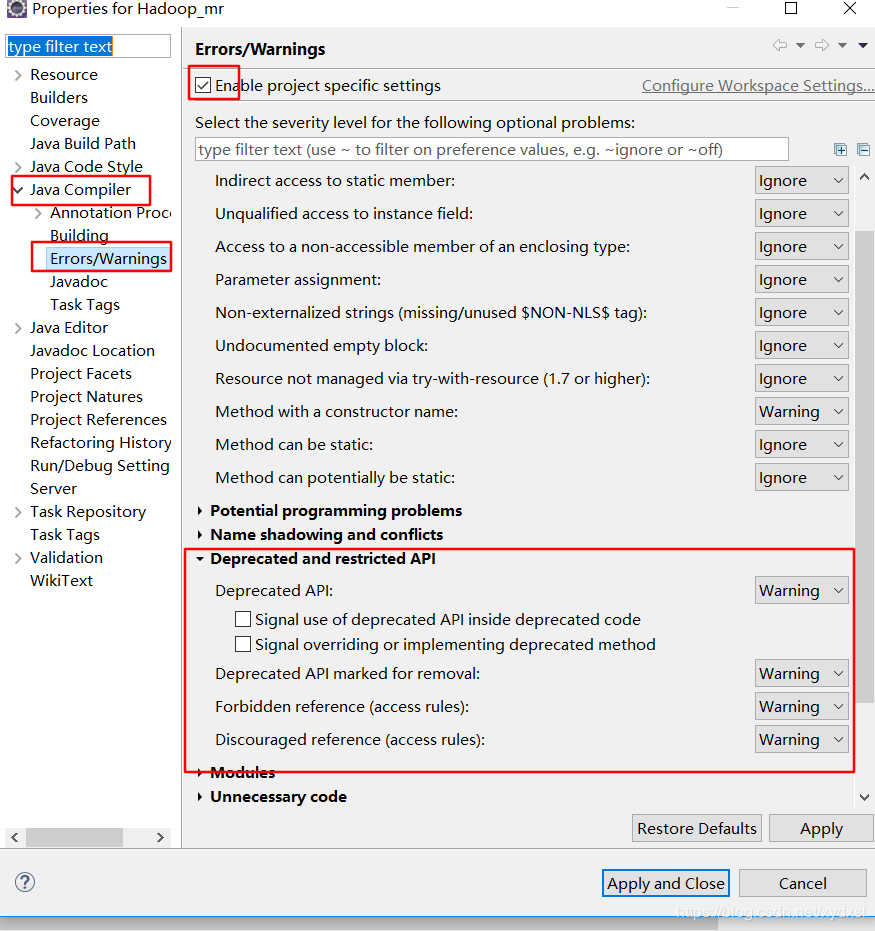 Properties for Hadoop_mr
type filter text
Resource
Builders
Coverage
Java Build Path
Java Code Style
Java Compiler
Annotation Proc
Building
Errors/Warnings
Javadoc
Task Tags
Java Editor
Javadoc Location
Project Facets
Project Natures
Project References
Refactoring History
Run/Debug Setting
Server
Task Repository
Task Tags
Validation
WikiText
Errors/Warnings
Enable project specific settings
Configure Workspace Settings...
Select the severity level for the following optional problems:
type filter text (use ~ to filter on preference values, e.g. ~ignore or ~off)
Indirect access to static member: Ignore
Unqualified access to instance field: Ignore
Access to a non-accessible member of an enclosing type: Ignore
Parameter assignment: Ignore
Non-externalized strings (missing/unused $NON-NLS$ tag): Ignore
Undocumented empty block: Ignore
Resource not managed via try-with-resource (1.7 or higher): Ignore
Method with a constructor name: Warning
Method can be static: Ignore
Method can potentially be static: Ignore
Potential programming problems
Name shadowing and conflicts
Deprecated and restricted API
Deprecated API: Warning
Signal use of deprecated API inside deprecated code
Signal overriding or implementing deprecated method
Deprecated API marked for removal: Warning
Forbidden reference (access rules): Warning
Discouraged reference (access rules): Warning
Modules
Unnecessary code
Restore Defaults
Apply
Apply and Close
Cancel